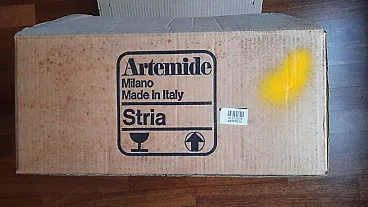 Artemide
Milano
Made in Italy
Stria